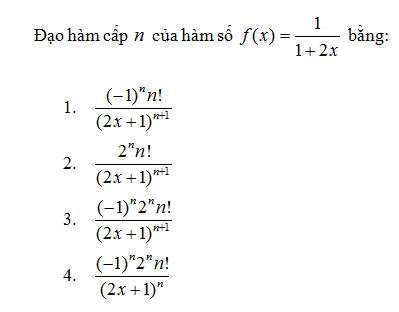 Đạo hàm cấp n của hàm số f(x) = \frac{1}{1+2x} bằng:
1. \frac{(-1)^n n!}{(2x+1)^{n+1}}
2. \frac{2^n n!}{(2x+1)^{n+1}}
3. \frac{(-1)^n 2^n n!}{(2x+1)^{n+1}}
4. \frac{(-1)^n 2^n n!}{(2x+1)^n}